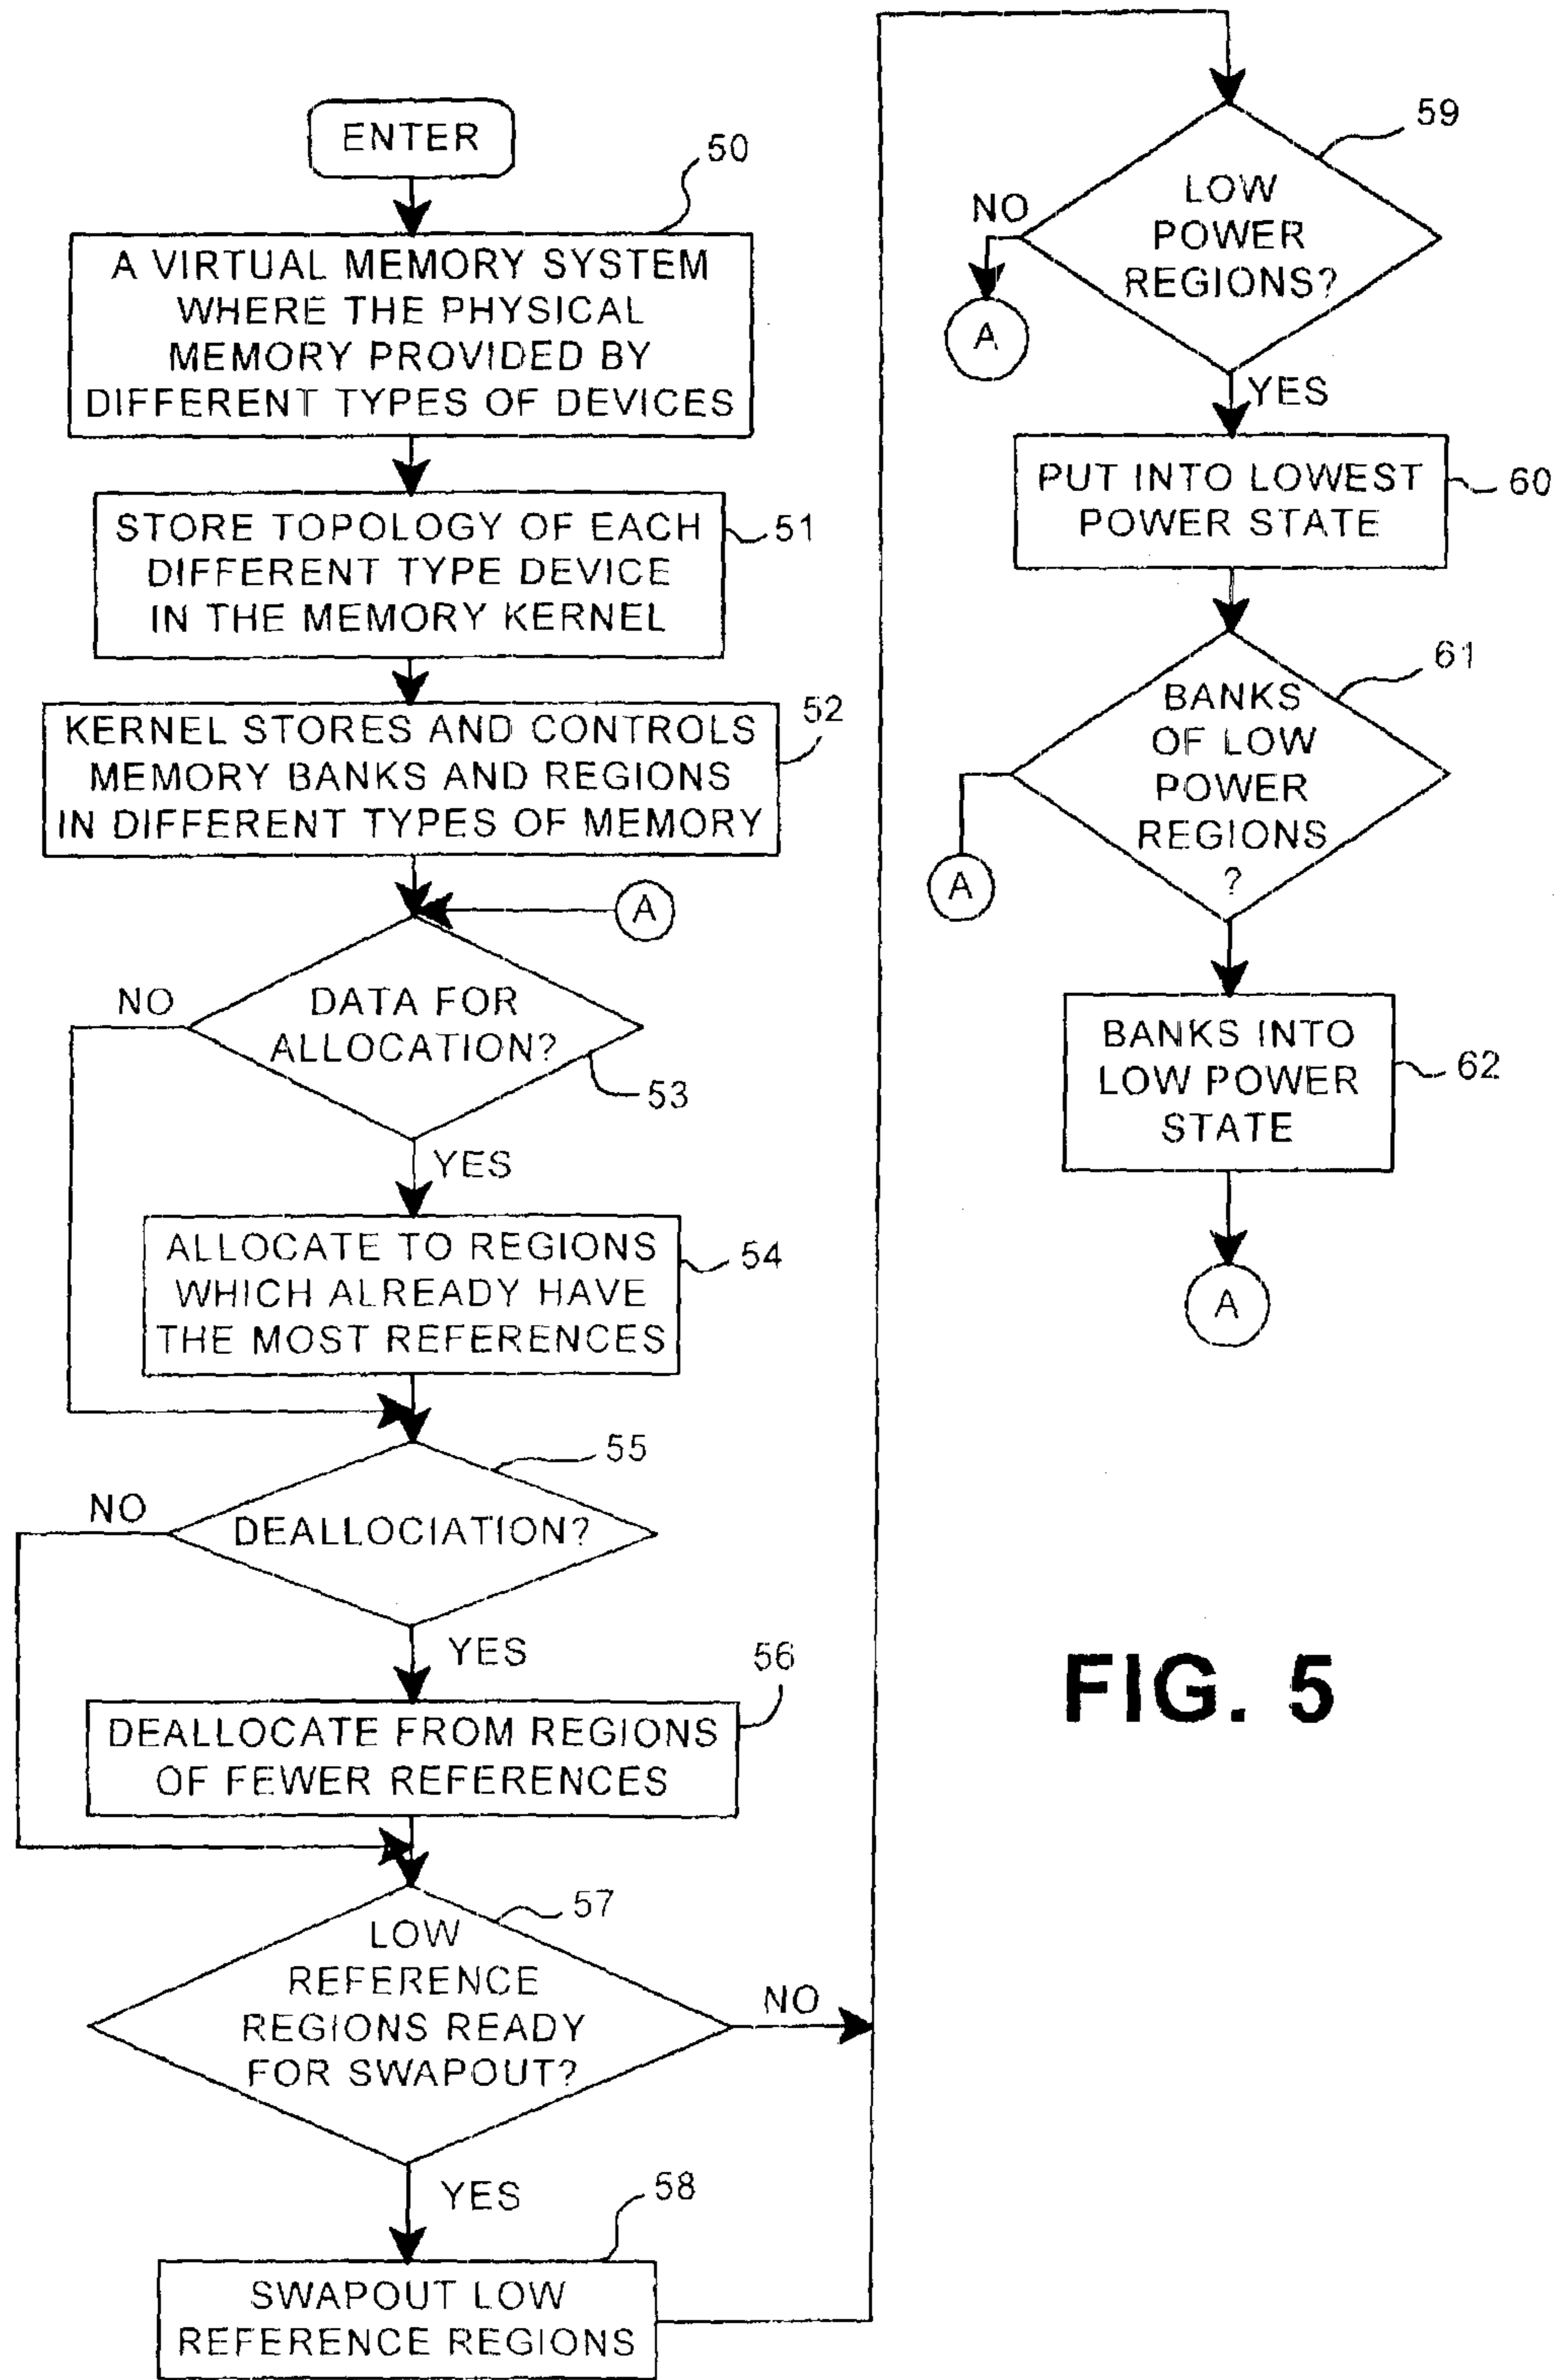 ENTER
50
A VIRTUAL MEMORY SYSTEM
WHERE THE PHYSICAL
MEMORY PROVIDED BY
DIFFERENT TYPES OF DEVICES
STORE TOPOLOGY OF EACH
DIFFERENT TYPE DEVICE
IN THE MEMORY KERNEL
51
KERNEL STORES AND CONTROLS
MEMORY BANKS AND REGIONS
IN DIFFERENT TYPES OF MEMORY
52
A
NO
DATA FOR
ALLOCATION?
53
YES
ALLOCATE TO REGIONS
WHICH ALREADY HAVE
THE MOST REFERENCES
54
55
NO
DEALLOCIATION?
YES
56
DEALLOCATE FROM REGIONS
OF FEWER REFERENCES
57
LOW
REFERENCE
REGIONS READY
FOR SWAPOUT?
NO
YES
58
SWAPOUT LOW
REFERENCE REGIONS
59
LOW
POWER
REGIONS?
NO
A
YES
PUT INTO LOWEST
POWER STATE
60
61
BANKS
OF LOW
POWER
REGIONS
?
A
BANKS INTO
LOW POWER
STATE
62
A
FIG. 5